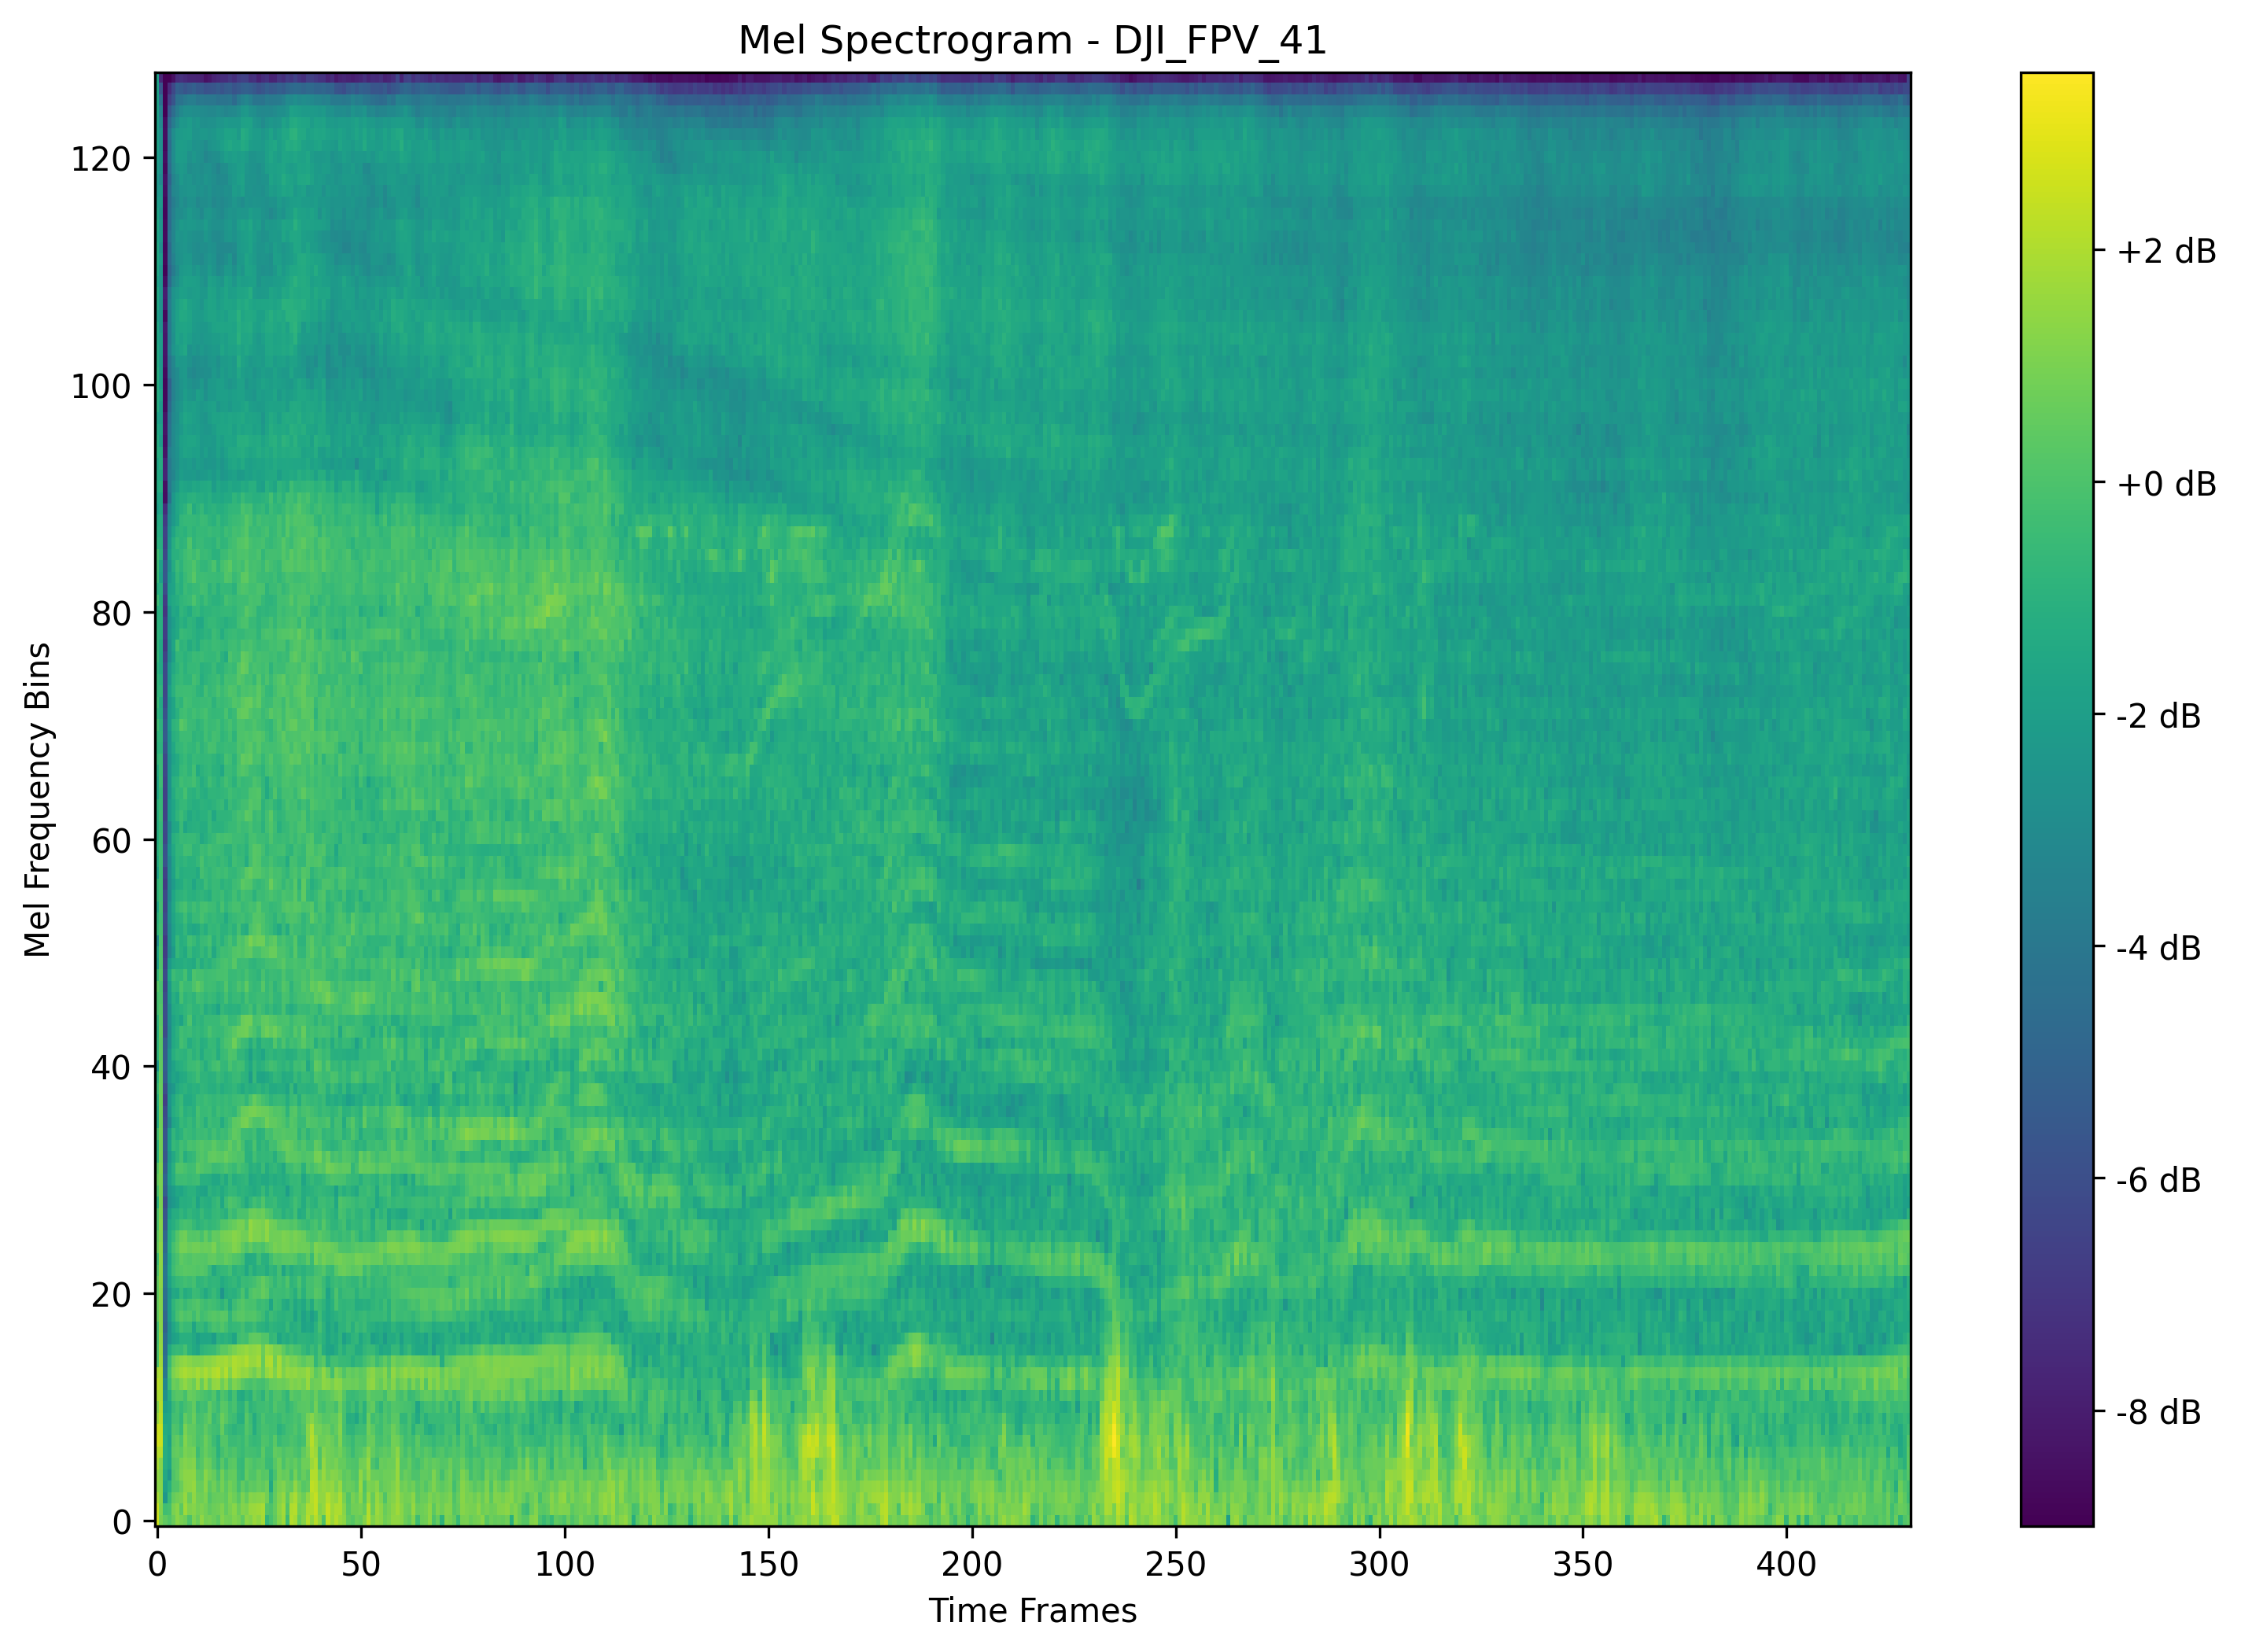 Mel Spectrogram - DJI_FPV_41
Mel Frequency Bins
120
100
80
60
40
20
0
0 50 100 150 200 250 300 350 400
Time Frames
+2 dB
+0 dB
-2 dB
-4 dB
-6 dB
-8 dB